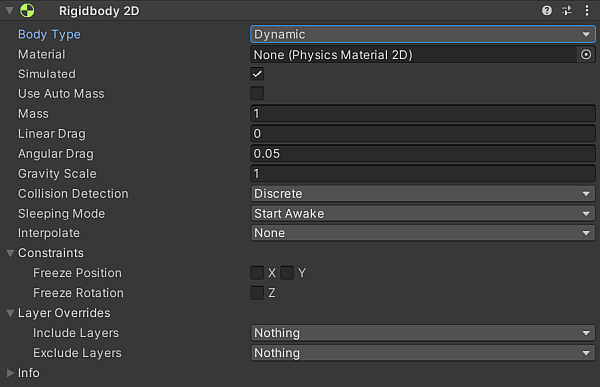 Rigidbody 2D
Body Type Dynamic
Material None (Physics Material 2D)
Simulated
Use Auto Mass
Mass 1
Linear Drag 0
Angular Drag 0.05
Gravity Scale 1
Collision Detection Discrete
Sleeping Mode Start Awake
Interpolate None
Constraints
Freeze Position X Y
Freeze Rotation Z
Layer Overrides
Include Layers Nothing
Exclude Layers Nothing
Info